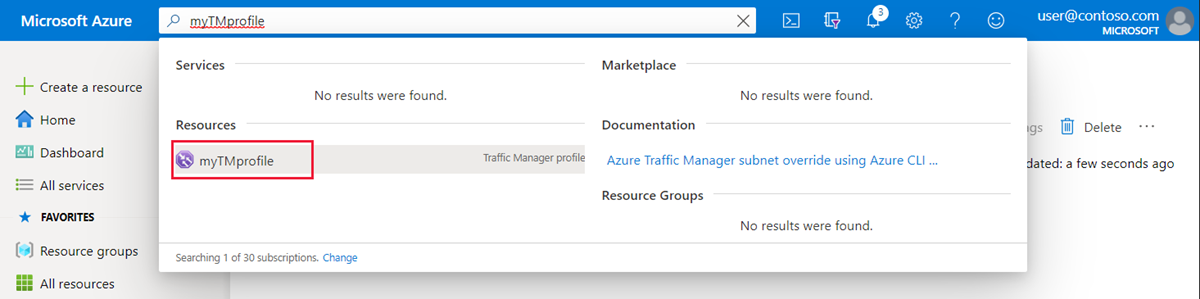 Microsoft Azure
myTMprofile
3
user@contoso.com
MICROSOFT
Create a resource
Home
Dashboard
All services
FAVORITES
Resource groups
All resources
Services
No results were found.
Resources
myTMprofile
Traffic Manager profile
Marketplace
No results were found.
Documentation
Azure Traffic Manager subnet override using Azure CLI ...
Resource Groups
No results were found.
Searching 1 of 30 subscriptions. Change
gs
Delete
dated: a few seconds ago